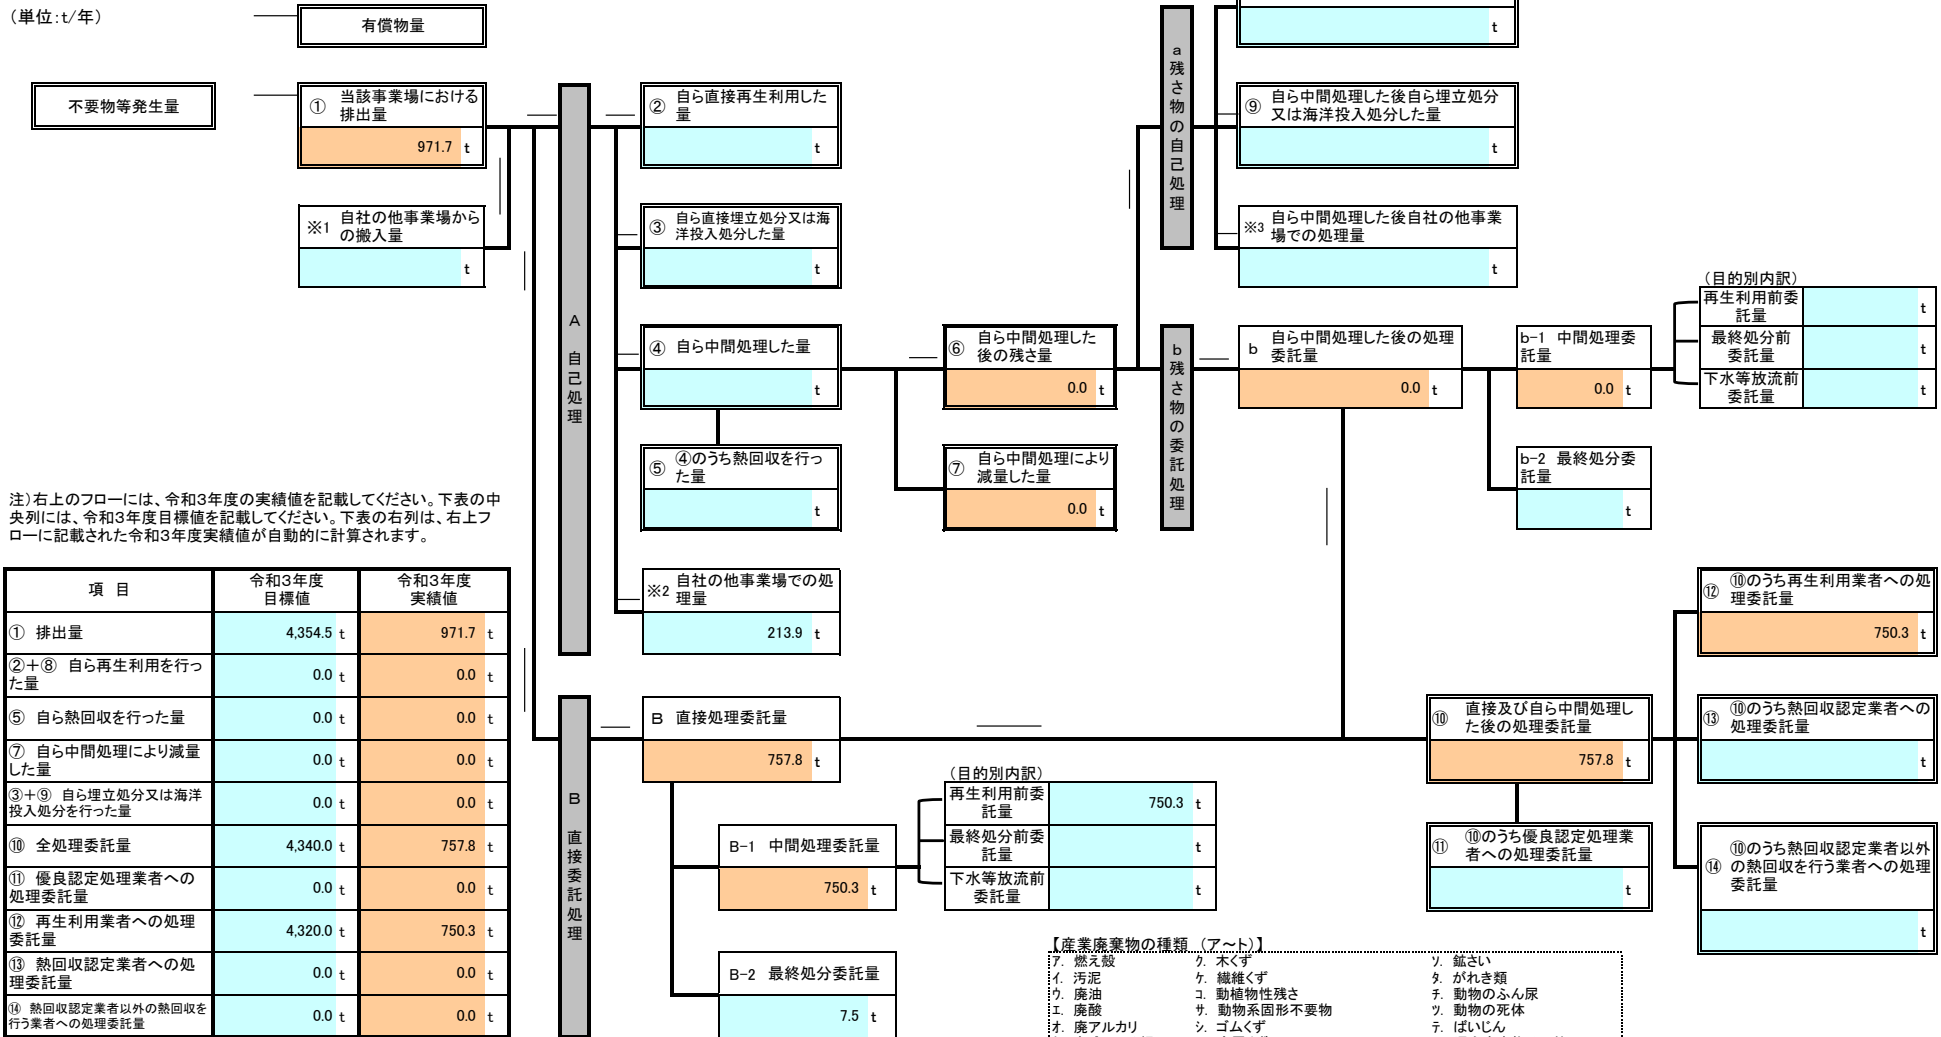 (単位:t/年)
有償物量
不要物等発生量
① 当該事業場における
排出量
971.7 t
※1 自社の他事業場から
の搬入量
t
A 自己処理
② 自ら直接再生利用した
量
t
③ 自ら直接埋立処分又は海
洋投入処分した量
t
④ 自ら中間処理した量
t
⑤ ④のうち熱回収を行っ
た量
t
※2 自社の他事業場での処
理量
213.9 t
⑥ 自ら中間処理した
後の残さ量
0.0 t
⑦ 自ら中間処理により
減量した量
0.0 t
a 残さ物の自己処理
t
⑨ 自ら中間処理した後自ら埋立処分
又は海洋投入処分した量
t
※3 自ら中間処理した後自社の他事業
場での処理量
t
b 残さ物の委託処理
b 自ら中間処理した後の処理
委託量
0.0 t
b-1 中間処理委
託量
0.0 t
b-2 最終処分委
託量
t
(目的別内訳)
再生利用前委
託量
t
最終処分前
委託量
t
下水等放流前
委託量
t
注)右上のフローには、令和3年度の実績値を記載してください。下表の中
央列には、令和3年度目標値を記載してください。下表の右列は、右上フ
ローに記載された令和3年度実績値が自動的に計算されます。
項 目
令和3年度
目標値
令和3年度
実績値
① 排出量 4,354.5 t 971.7 t
②+⑧ 自ら再生利用を行っ
た量 0.0 t 0.0 t
⑤ 自ら熱回収を行った量 0.0 t 0.0 t
⑦ 自ら中間処理により減量
した量 0.0 t 0.0 t
③+⑨ 自ら埋立処分又は海洋
投入処分を行った量 0.0 t 0.0 t
⑩ 全処理委託量 4,340.0 t 757.8 t
⑪ 優良認定処理業者への
処理委託量 0.0 t 0.0 t
⑫ 再生利用業者への処理
委託量 4,320.0 t 750.3 t
⑬ 熱回収認定業者への処
理委託量 0.0 t 0.0 t
⑭ 熱回収認定業者以外の熱回収を
行う業者への処理委託量 0.0 t 0.0 t
B 直接委託処理
B 直接処理委託量
757.8 t
B-1 中間処理委託量
750.3 t
B-2 最終処分委託量
7.5 t
(目的別内訳)
再生利用前委
託量
750.3 t
最終処分前委
託量
t
下水等放流前
委託量
t
⑩ 直接及び自ら中間処理し
た後の処理委託量
757.8 t
⑪ ⑩のうち優良認定処理業
者への処理委託量
t
⑫ ⑩のうち再生利用業者への処
理委託量
750.3 t
⑬ ⑩のうち熱回収認定業者への
処理委託量
t
⑭ ⑩のうち熱回収認定業者以外
の熱回収を行う業者への処理
委託量
t
【産業廃棄物の種類 (ア~ト)】
ア. 燃え殻 ク. 木くず ソ. 鉱さい
イ. 汚泥 ケ. 繊維くず タ. がれき類
ウ. 廃油 コ. 動植物性残さ チ. 動物のふん尿
エ. 廃酸 サ. 動物系固形不要物 ツ. 動物の死体
オ. 廃アルカリ シ. ゴムくず テ. ばいじん